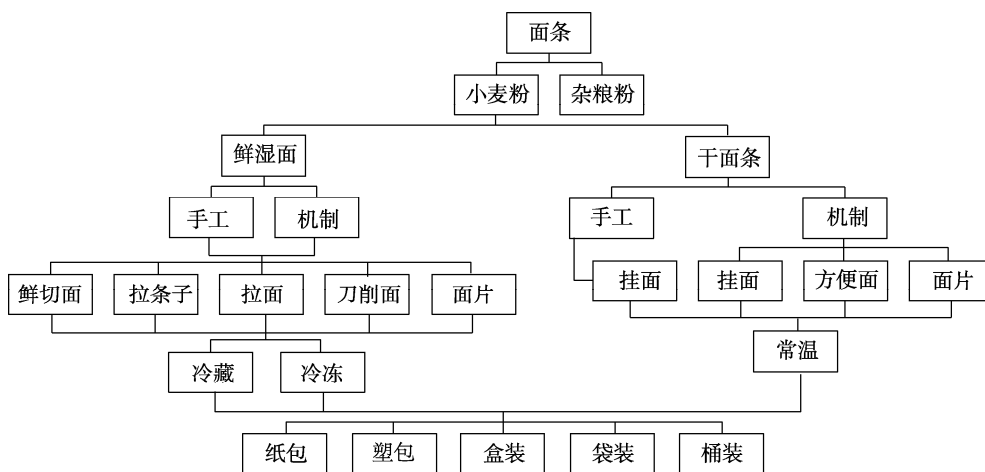 面条
小麦粉 杂粮粉
鲜湿面 干面条
手工 机制 手工 机制
鲜切面 拉条子 拉面 刀削面 面片 挂面 挂面 方便面 面片
冷藏 冷冻 常温
纸包 塑包 盒装 袋装 桶装